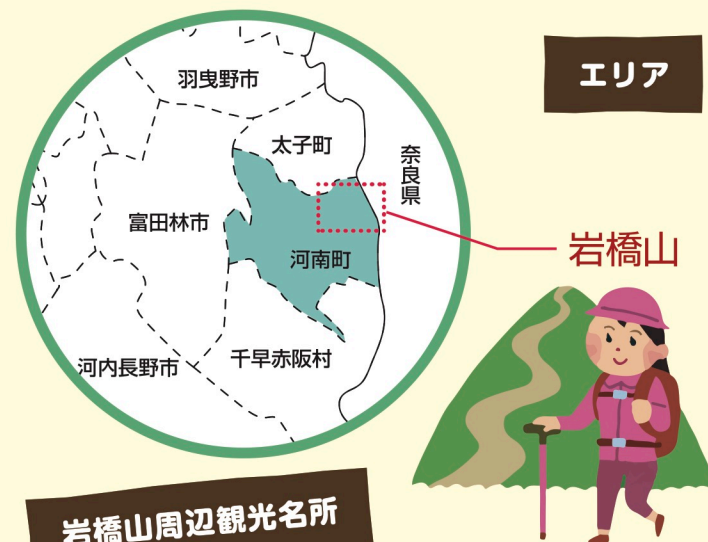 エリア
羽曳野市
太子町
奈良県
富田林市
河南町
岩橋山
千早赤阪村
河内長野市
岩橋山周辺観光名所